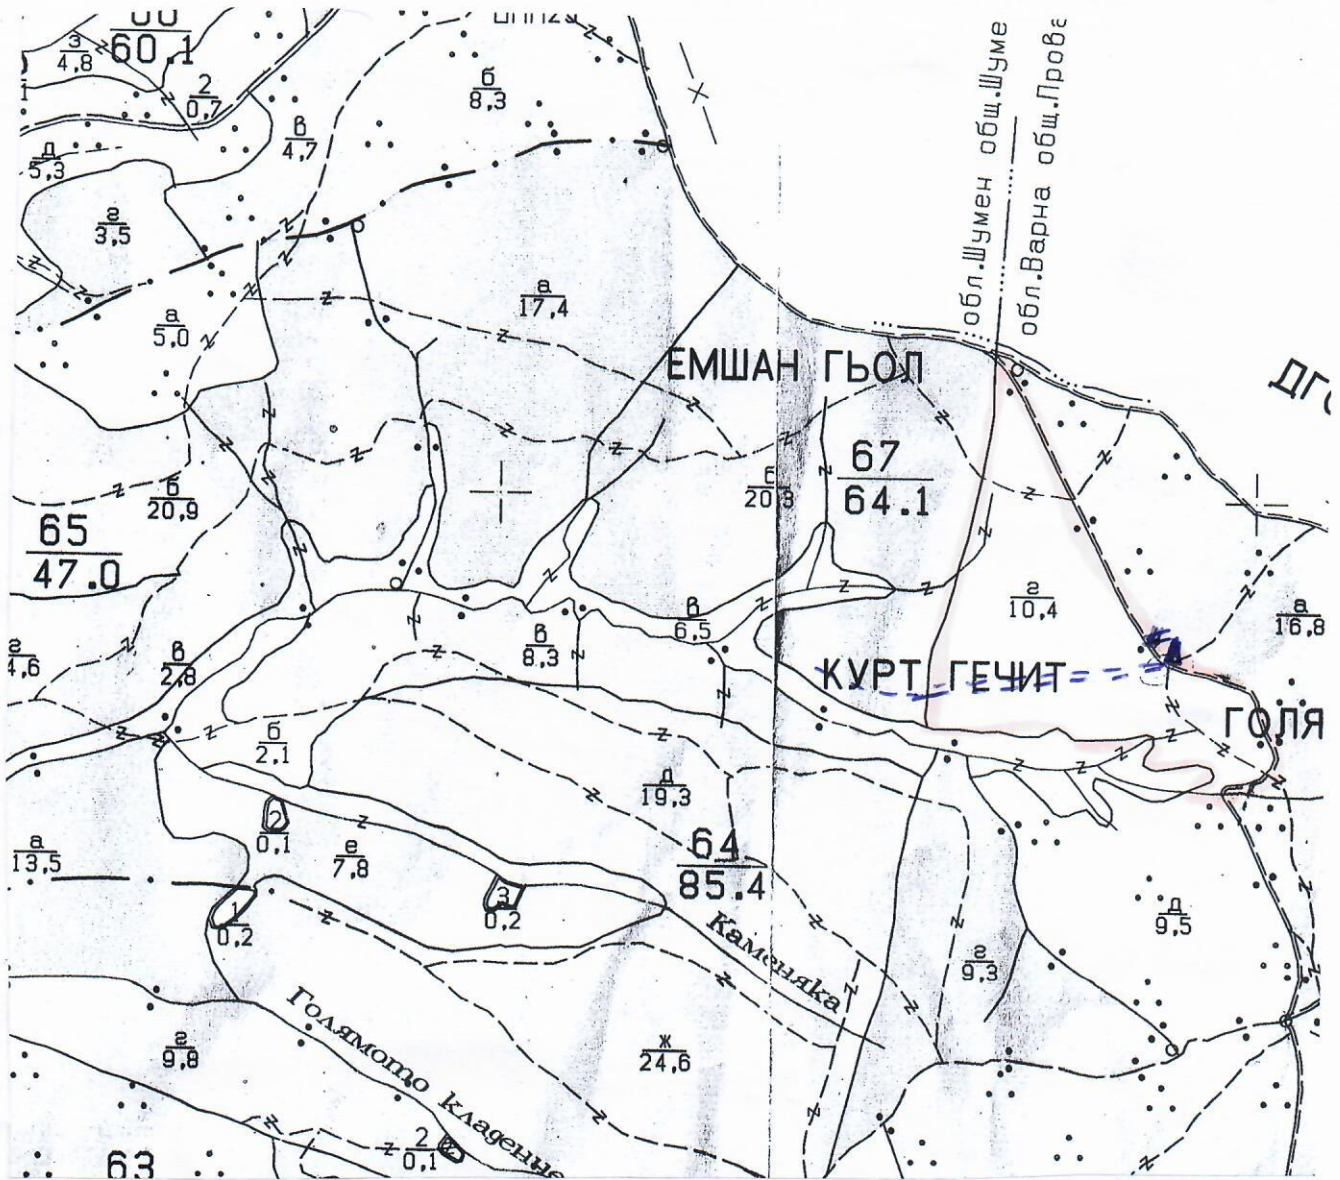 60.1
З
4,8
2
0,7
д
5,3
в
4,7
б
8,3
г
3,5
а
5,0
а
17,4
обл.Шумен общ.Шуме
обл.Варна общ.Прова
ЕМШАН ГЬОЛ
ДГ
67
64.1
б
20,3
б
20,9
65
47.0
г
10,4
а
16,8
в
6,5
в
8,3
в
2,8
г
4,6
КУРТ ГЕЧИТ
ГОЛЯ
б
2,1
д
19,3
2
0,1
а
13,5
е
7,8
64
85.4
3
0,2
1
0,2
Каменяка
д
9,5
г
9,3
Голямото кладенче
г
9,8
ж
24,6
2
0,1
63